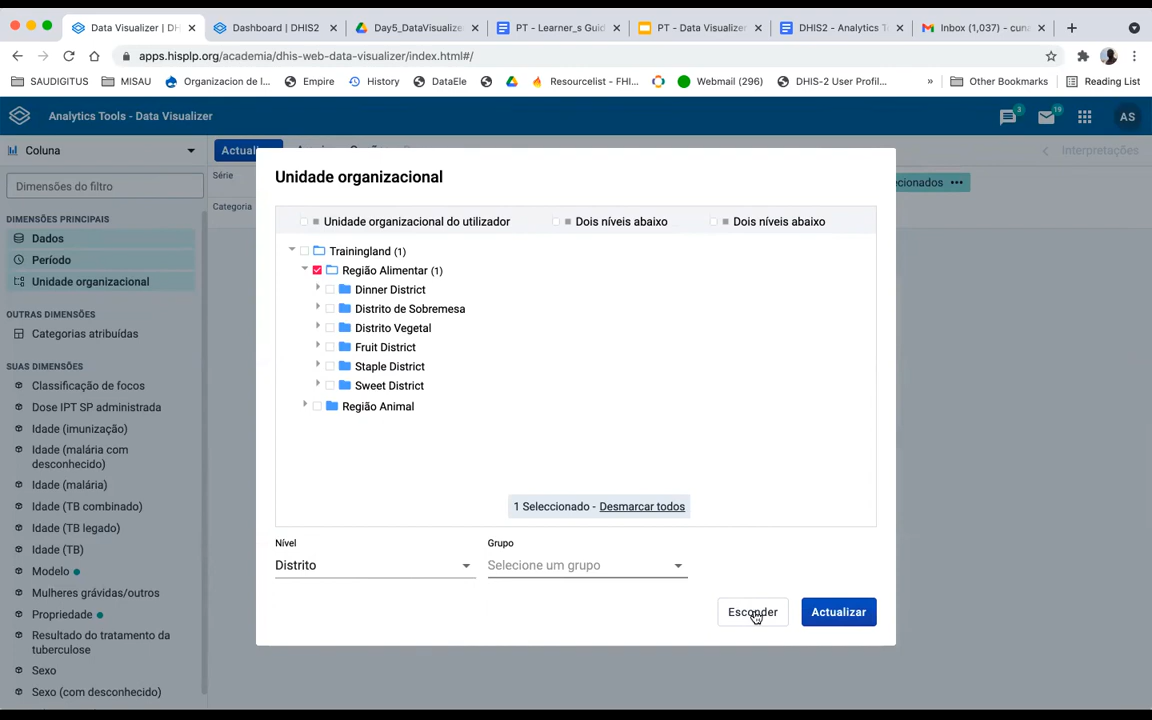 Data Visualizer | DH
Dashboard | DHIS2
Day5_DataVisualize
PT - Learner_s Guid
PT - Data Visualizer
DHIS2 - Analytics T
Inbox (1,037) - cun
apps.hisplp.org/academia/dhis-web-data-visualizer/index.html#/
SAUDIGITUS
MISAU
Organizacion de I...
Empire
History
DataEle
Resourcelist - FHI...
Webmail (296)
DHIS-2 User Profil...
»
Other Bookmarks
Reading List
Analytics Tools - Data Visualizer
3
19
AS
Coluna
Actuali
Interpretações
Série
cionados •••
Dimensões do filtro
Categoria
DIMENSÕES PRINCIPAIS
Dados
Período
Unidade organizacional
OUTRAS DIMENSÕES
Categorias atribuídas
SUAS DIMENSÕES
Classificação de focos
Dose IPT SP administrada
Idade (imunização)
Idade (malária com
desconhecido)
Idade (malária)
Idade (TB combinado)
Idade (TB legado)
Idade (TB)
Modelo
Mulheres grávidas/outros
Propriedade
Resultado do tratamento da
tuberculose
Sexo
Sexo (com desconhecido)
Unidade organizacional
Unidade organizacional do utilizador
Dois níveis abaixo
Dois níveis abaixo
Trainingland (1)
Região Alimentar (1)
Dinner District
Distrito de Sobremesa
Distrito Vegetal
Fruit District
Staple District
Sweet District
Região Animal
1 Seleccionado - Desmarcar todos
Nível
Grupo
Distrito
Selecione um grupo
Esconder
Actualizar